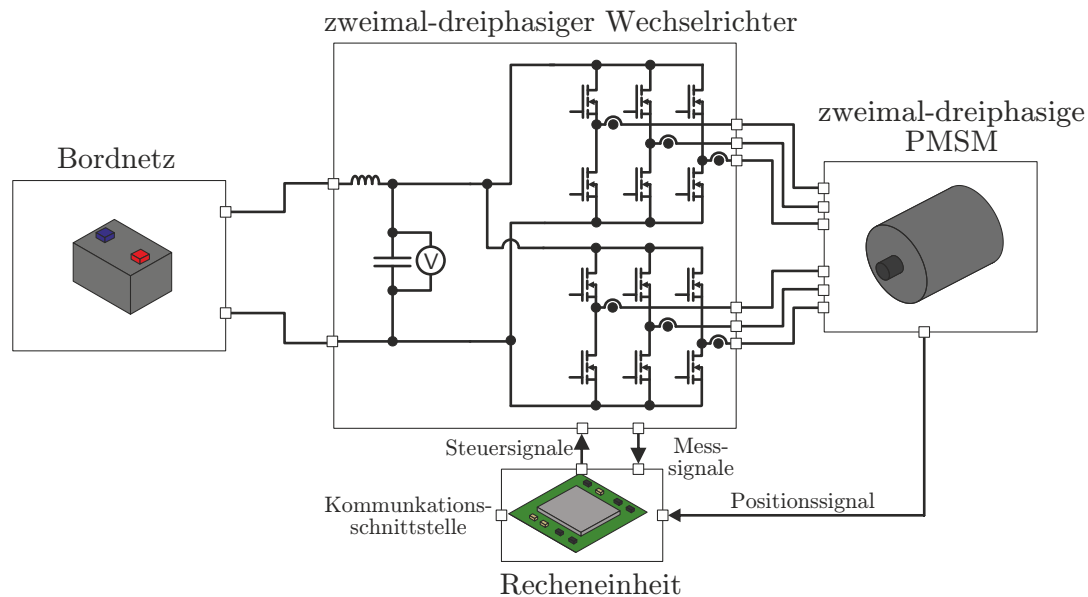 zweimal-dreiphasiger Wechselrichter
zweimal-dreiphasige
PMSM
Bordnetz
V
Steuersignale
Mess-
signale
Kommunkations-
schnittstelle
Positionssignal
Recheneinheit